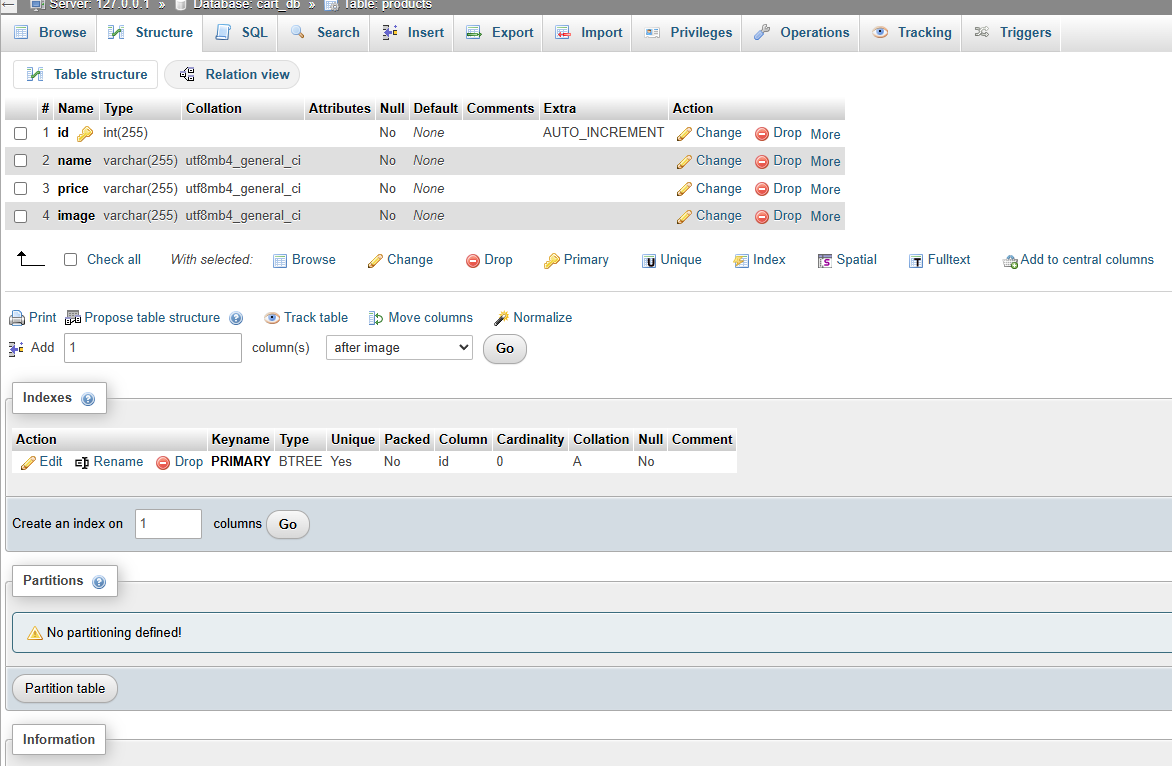 Server: 127.0.0.1 » Database: cart_db » Table: products
Browse Structure SQL Search Insert Export Import Privileges Operations Tracking Triggers
Table structure Relation view
# Name Type Collation Attributes Null Default Comments Extra Action
1 id int(255) No None AUTO_INCREMENT Change Drop More
2 name varchar(255) utf8mb4_general_ci No None Change Drop More
3 price varchar(255) utf8mb4_general_ci No None Change Drop More
4 image varchar(255) utf8mb4_general_ci No None Change Drop More
Check all With selected: Browse Change Drop Primary Unique Index Spatial Fulltext Add to central columns
Print Propose table structure Track table Move columns Normalize
Add 1 column(s) after image Go
Indexes
Action Keyname Type Unique Packed Column Cardinality Collation Null Comment
Edit Rename Drop PRIMARY BTREE Yes No id 0 A No
Create an index on 1 columns Go
Partitions
No partitioning defined!
Partition table
Information